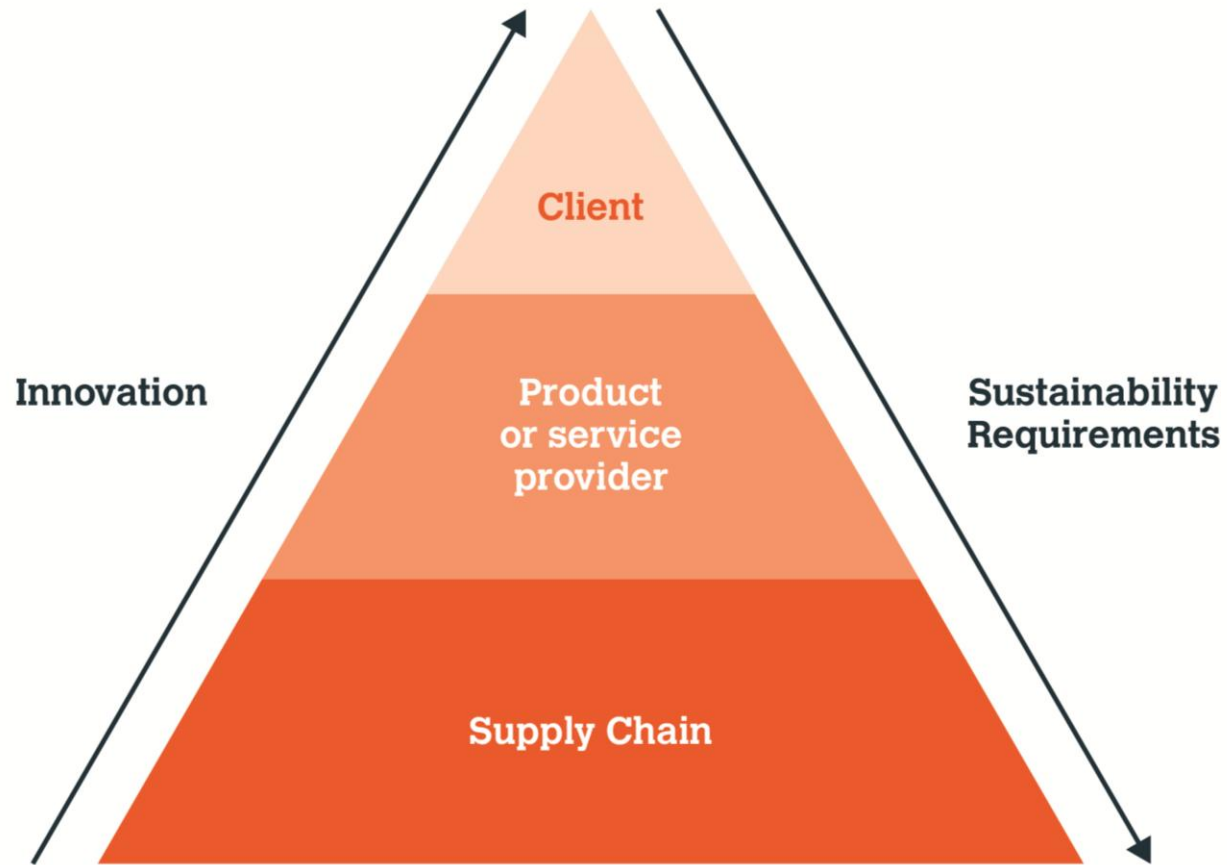 Client
Innovation
Product
or service
provider
Sustainability
Requirements
Supply Chain